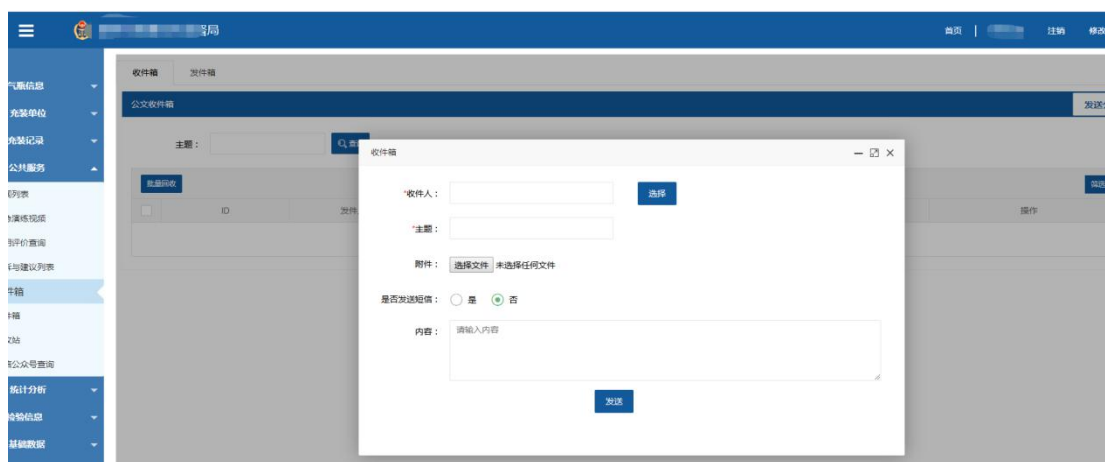 督局
首页 | 注销 修改
气瓶信息
充装单位
充装记录
公共服务
列表
演练视频
评价查询
与建议列表
件箱
件箱
站
公众号查询
统计分析
检验信息
基础数据
收件箱 发件箱
公文收件箱 发送
主题：
批量回收 筛选
ID 发件 操作
收件箱
*收件人： 选择
*主题：
附件： 选择文件 未选择任何文件
是否发送短信： 是 否
内容： 请输入内容
发送